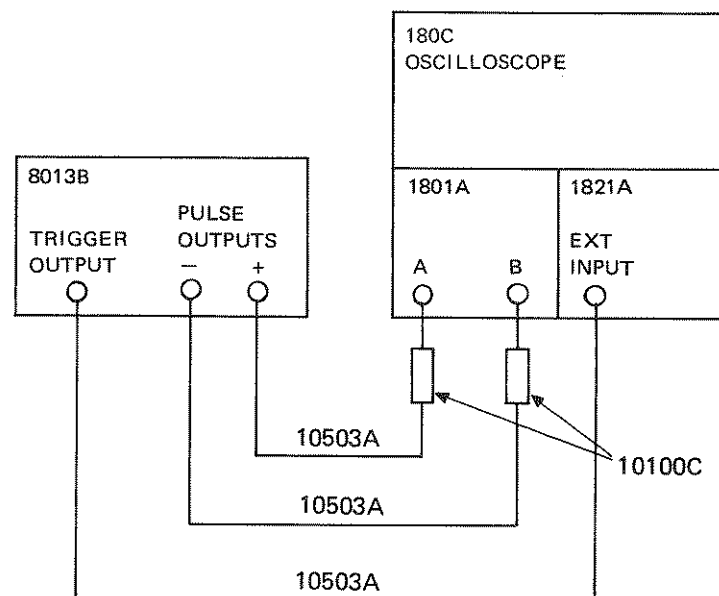 180C
OSCILLOSCOPE
8013B
TRIGGER
OUTPUT
PULSE
OUTPUTS
—
+
1801A
A
B
1821A
EXT
INPUT
10503A
10100C
10503A
10503A